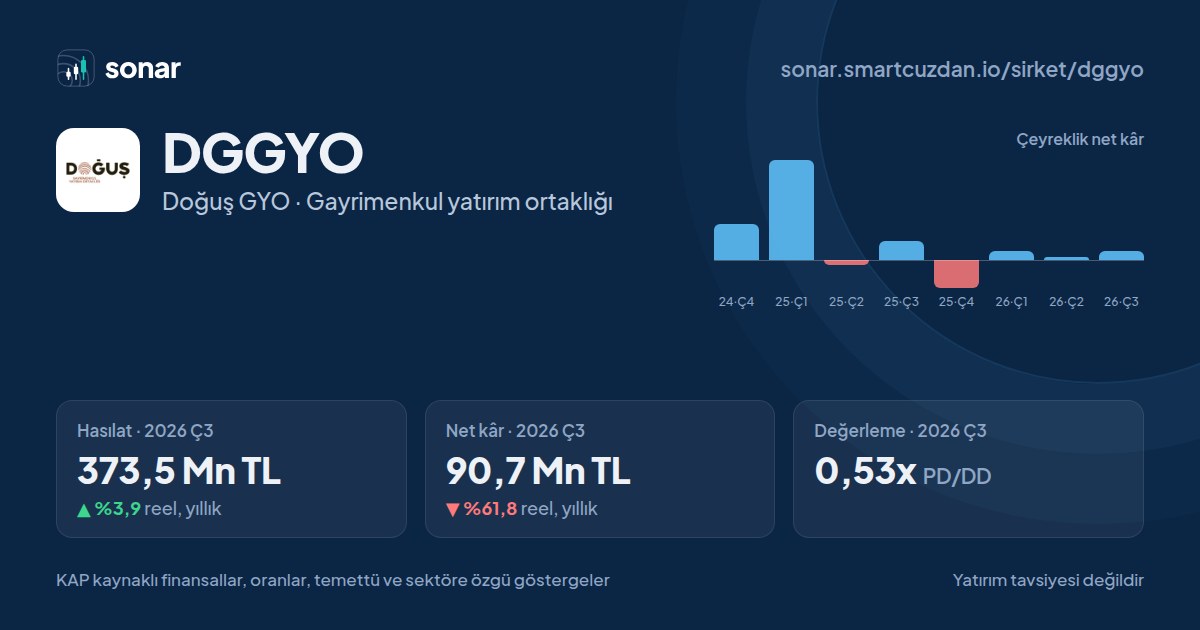 sonar
sonar.smartcuzdan.io/sirket/dggyo
DOĞUŞ
DGGYO
Doğuş GYO · Gayrimenkul yatırım ortaklığı
Çeyreklik net kâr
24·Ç4 25·Ç1 25·Ç2 25·Ç3 25·Ç4 26·Ç1 26·Ç2 26·Ç3
Hasılat · 2026 Ç3
373,5 Mn TL
▲ %3,9 reel, yıllık
Net kâr · 2026 Ç3
90,7 Mn TL
▼ %61,8 reel, yıllık
Değerleme · 2026 Ç3
0,53x PD/DD
KAP kaynaklı finansallar, oranlar, temettü ve sektöre özgü göstergeler
Yatırım tavsiyesi değildir